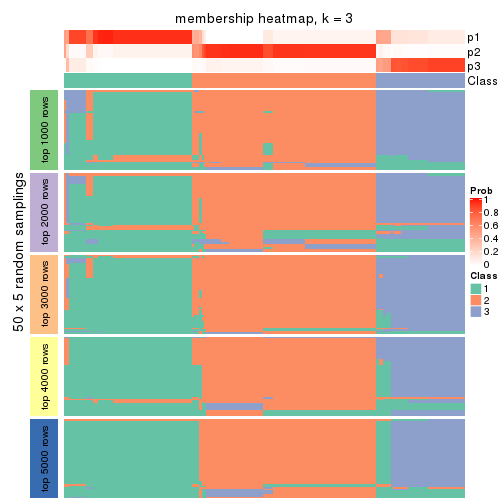 membership heatmap, k = 3
p1
p2
p3
Class
50 x 5 random samplings
top 1000 rows
top 2000 rows
top 3000 rows
top 4000 rows
top 5000 rows
Prob
1
0.8
0.6
0.4
0.2
0
Class
1
2
3